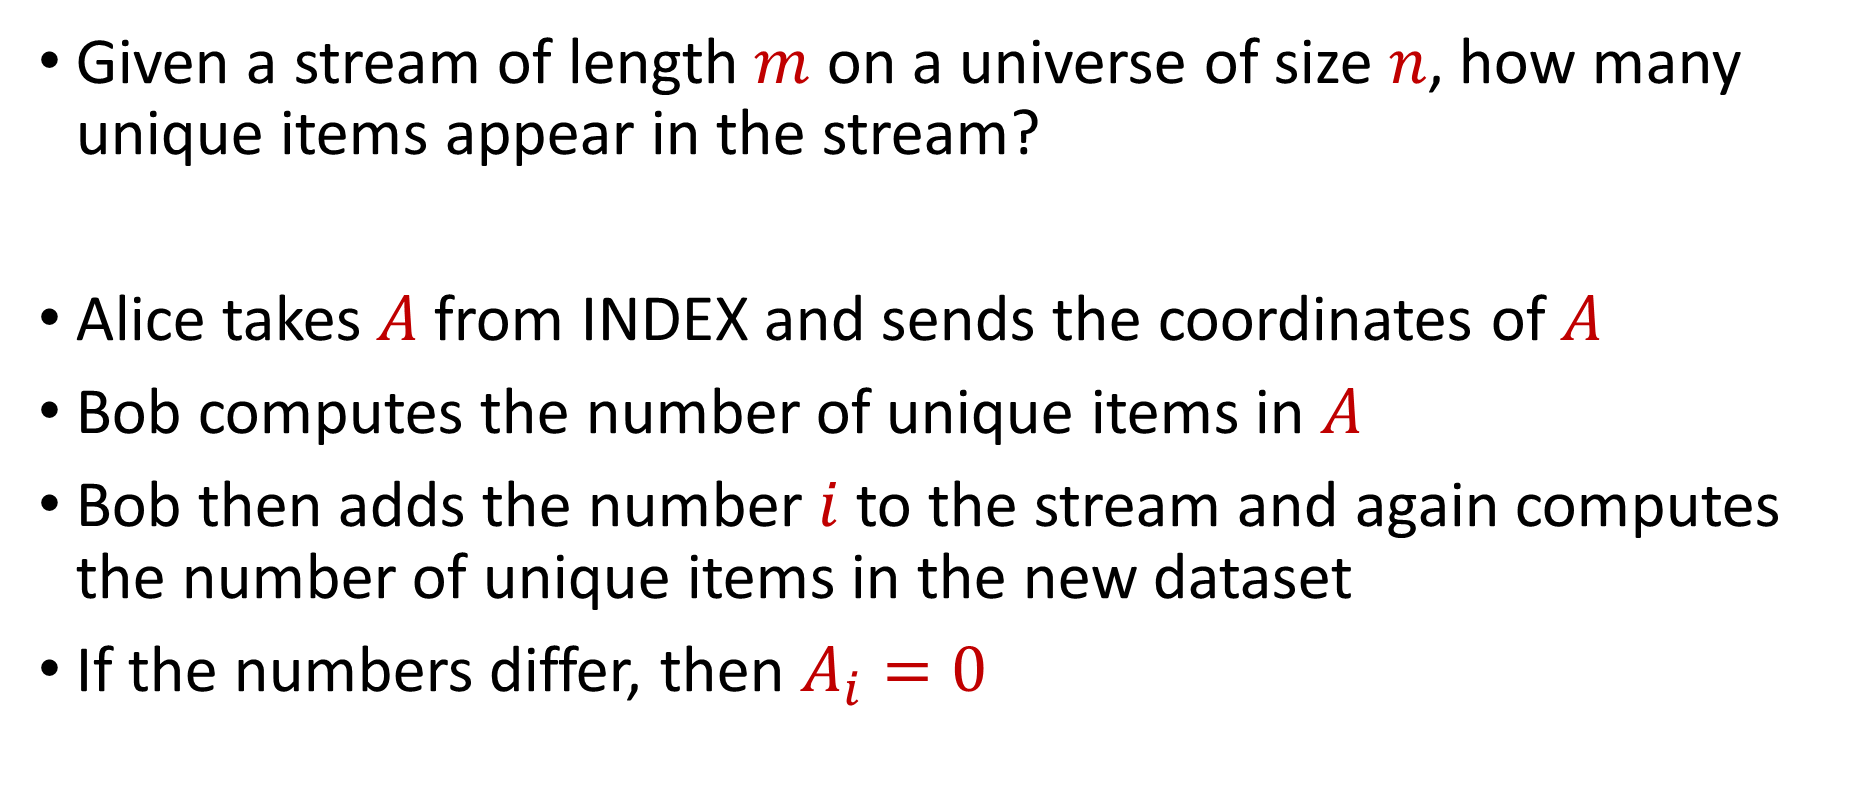 • Given a stream of length m on a universe of size n, how many
unique items appear in the stream?
• Alice takes A from INDEX and sends the coordinates of A
• Bob computes the number of unique items in A
• Bob then adds the number i to the stream and again computes
the number of unique items in the new dataset
• If the numbers differ, then Aᵢ = 0